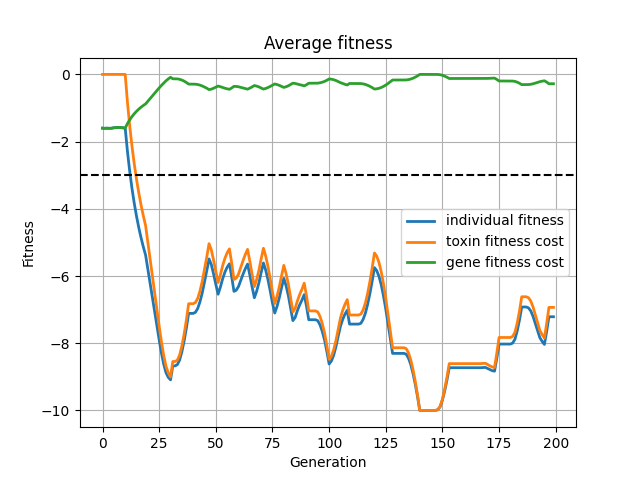 Average fitness
Fitness
0
−2
−4
−6
−8
−10
individual fitness
toxin fitness cost
gene fitness cost
0 25 50 75 100 125 150 175 200
Generation